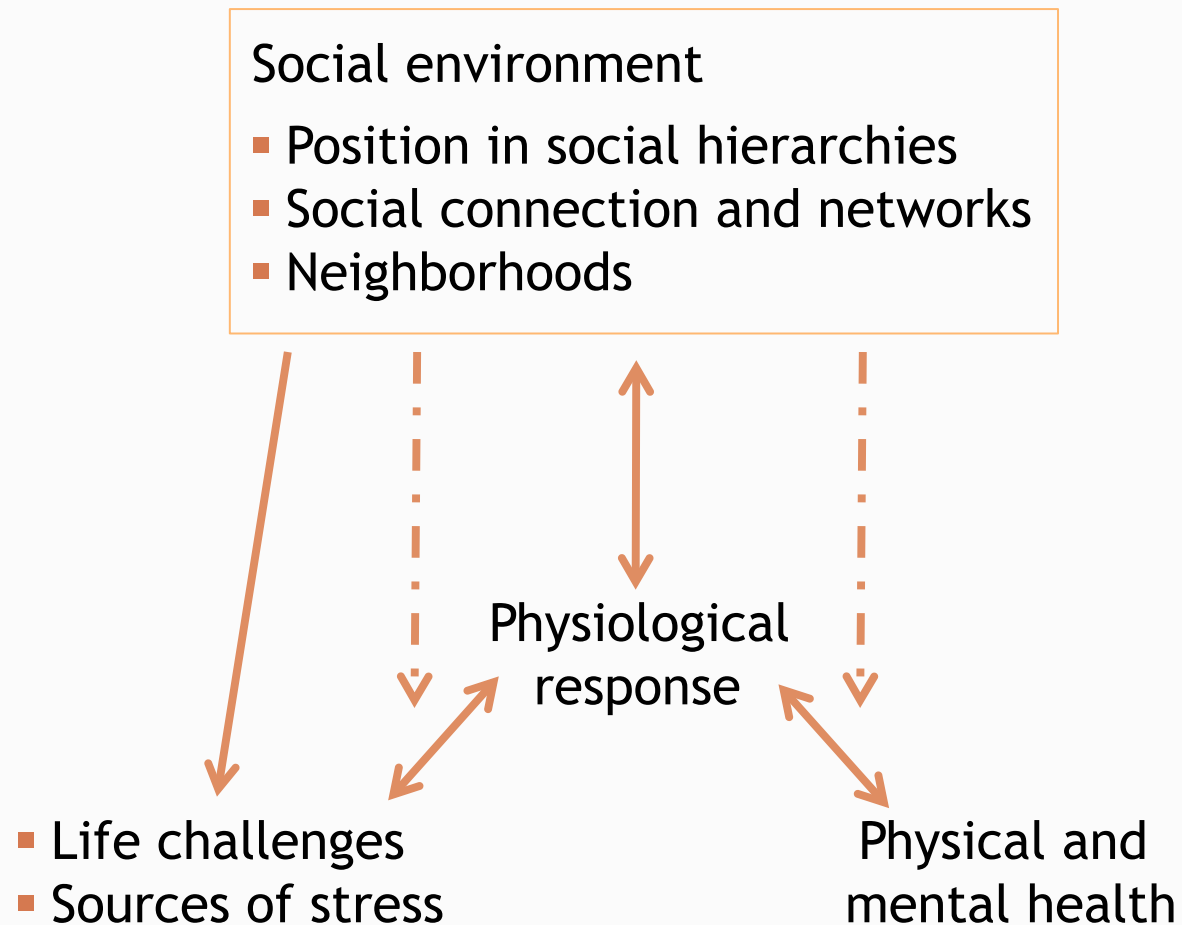 Social environment
▪ Position in social hierarchies
▪ Social connection and networks
▪ Neighborhoods
Physiological
response
▪ Life challenges
▪ Sources of stress
Physical and
mental health